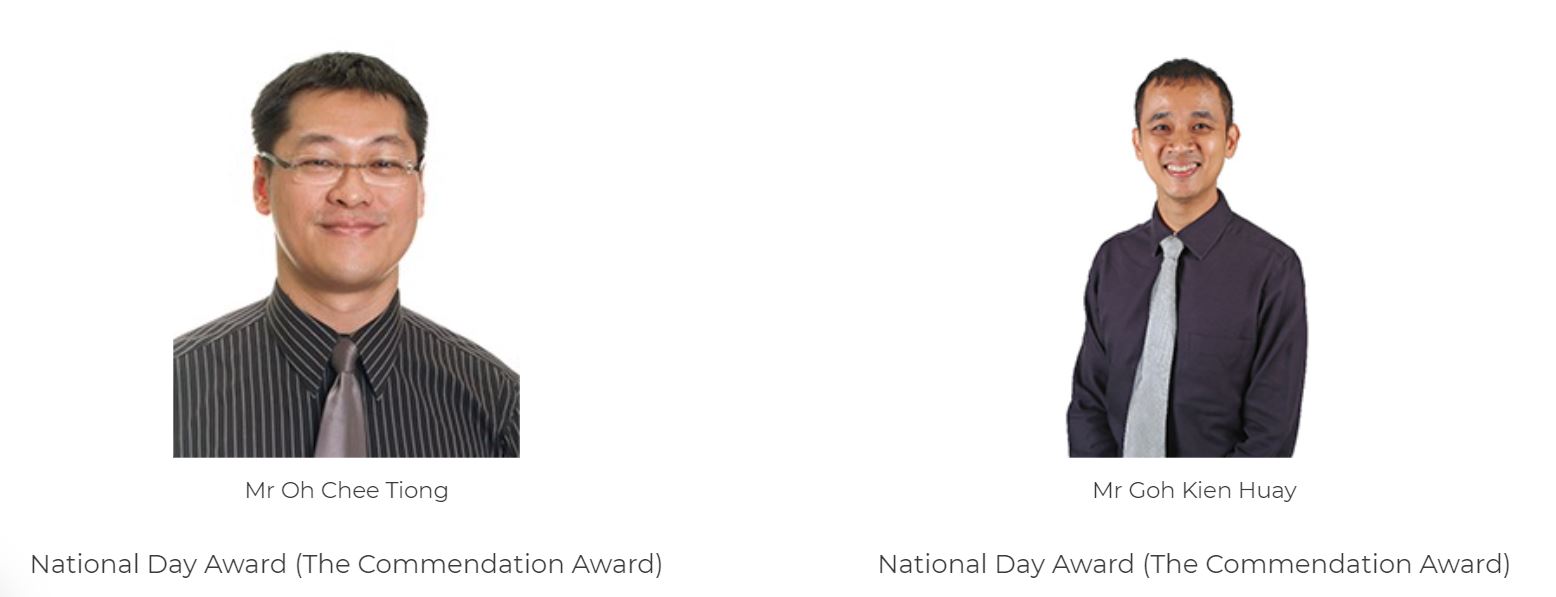 Mr Oh Chee Tiong
Mr Goh Kien Huay
National Day Award (The Commendation Award)
National Day Award (The Commendation Award)